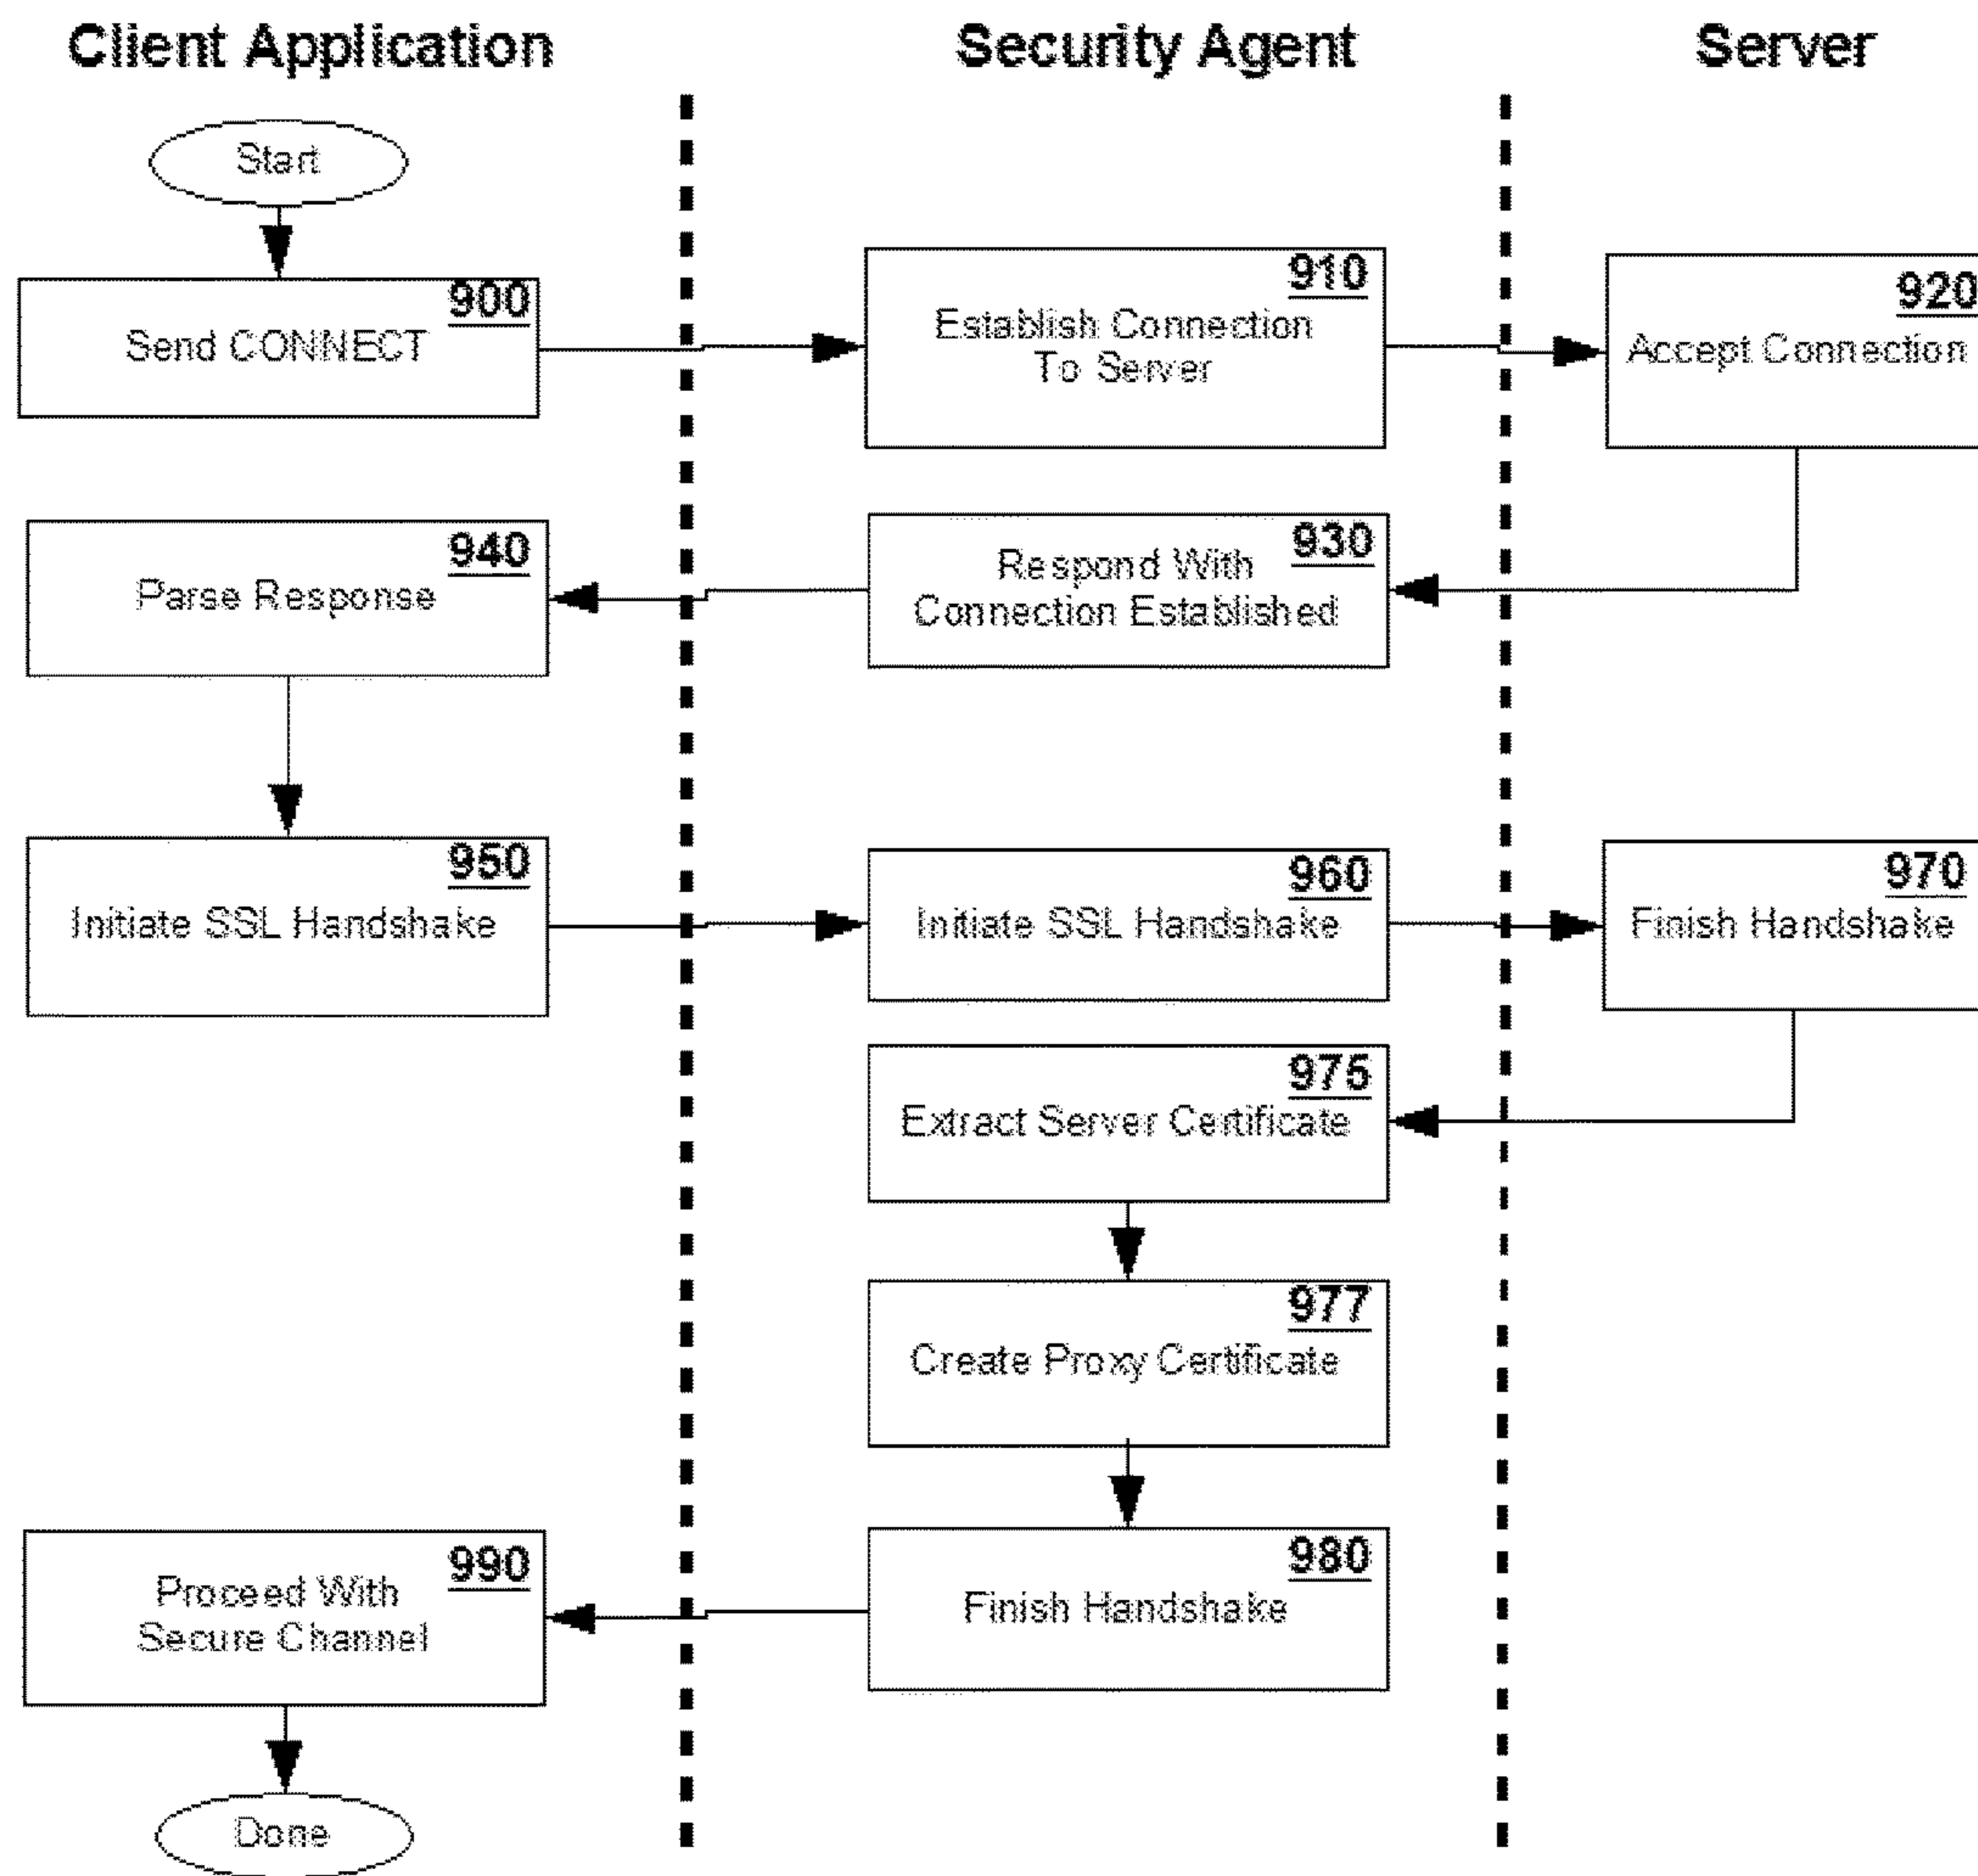 Client Application
Security Agent
Server
Start
900
Send CONNECT
910
Establish Connection
To Server
920
Accept Connection
940
Parse Response
930
Respond With
Connection Established
950
Initiate SSL Handshake
960
Initiate SSL Handshake
970
Finish Handshake
975
Extract Server Certificate
977
Create Proxy Certificate
990
Proceed With
Secure Channel
980
Finish Handshake
Done